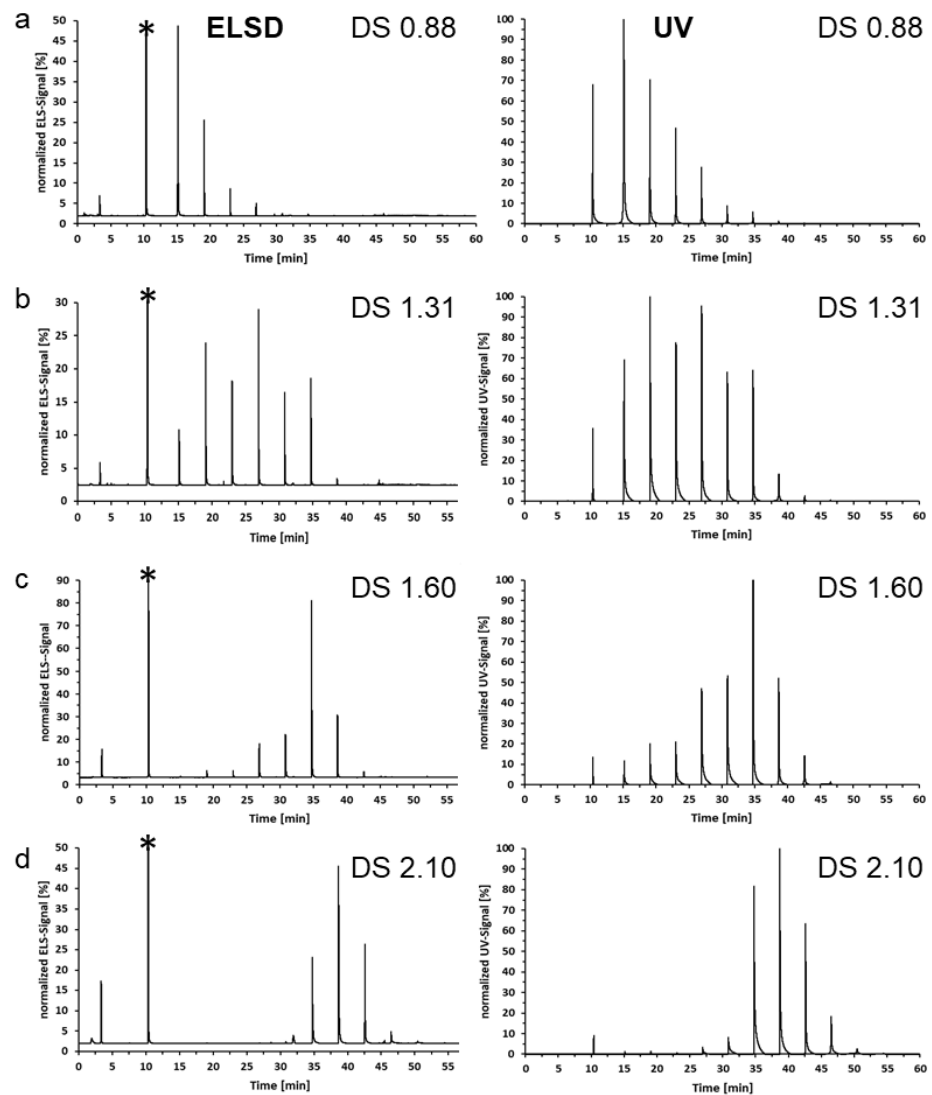 a
ELSD
DS 0.88
*
normalized ELS-Signal [%]
50
45
40
35
30
25
20
15
10
5
0
0 5 10 15 20 25 30 35 40 45 50 55 60
Time [min]
UV
DS 0.88
normalized UV-Signal [%]
100
90
80
70
60
50
40
30
20
10
0
0 5 10 15 20 25 30 35 40 45 50 55 60
Time [min]
b
DS 1.31
*
normalized ELS-Signal [%]
30
25
20
15
10
5
0
0 5 10 15 20 25 30 35 40 45 50 55
Time [min]
DS 1.31
normalized UV-Signal [%]
100
90
80
70
60
50
40
30
20
10
0
0 5 10 15 20 25 30 35 40 45 50 55 60
Time [min]
c
DS 1.60
*
normalized ELS--Signal
90
80
70
60
50
40
30
20
10
0
0 5 10 15 20 25 30 35 40 45 50 55
Time [min]
DS 1.60
normalized UV-Signal [%]
100
90
80
70
60
50
40
30
20
10
0
0 5 10 15 20 25 30 35 40 45 50 55 60
Time [min]
d
DS 2.10
*
normalized ELS-Signal [%]
50
45
40
35
30
25
20
15
10
5
0
0 5 10 15 20 25 30 35 40 45 50 55
Time [min]
DS 2.10
normalized UV-Signal [%]
100
90
80
70
60
50
40
30
20
10
0
0 5 10 15 20 25 30 35 40 45 50 55 60
Time [min]